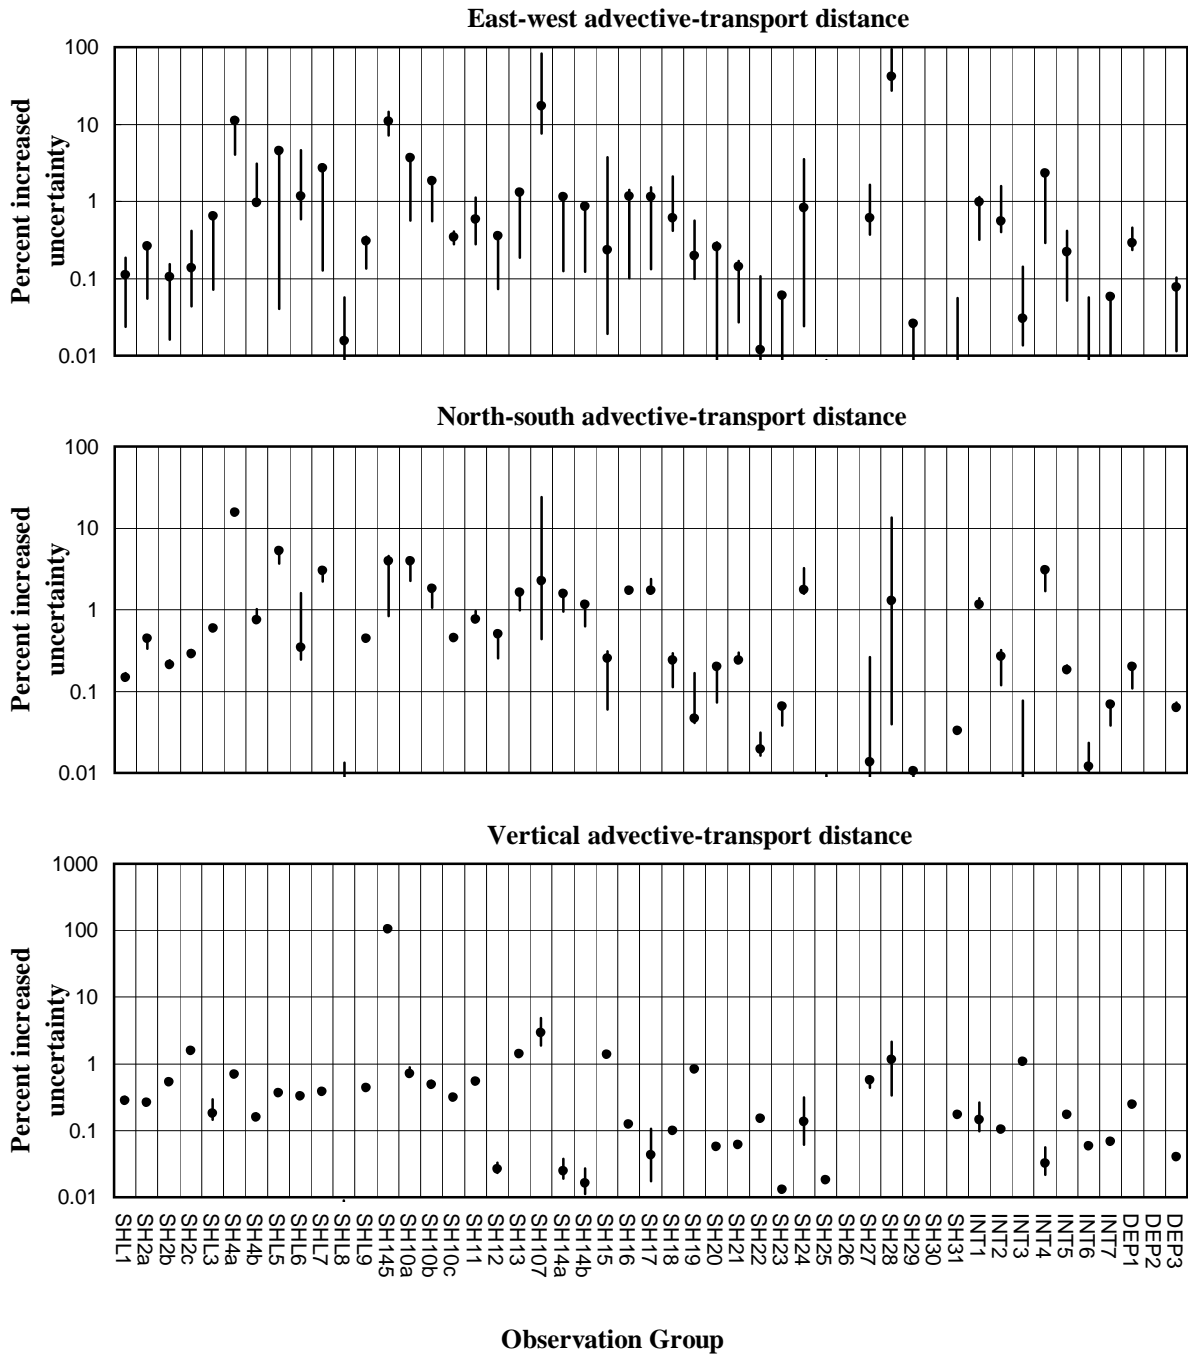 East-west advective-transport distance
Percent increased
uncertainty
100
10
1
0.1
0.01
North-south advective-transport distance
Percent increased
uncertainty
100
10
1
0.1
0.01
Vertical advective-transport distance
Percent increased
uncertainty
1000
100
10
1
0.1
0.01
SHL1
SH2a
SH2b
SH2c
SHL3
SH4a
SH4b
SHL5
SHL6
SHL7
SHL8
SHL9
SH145
SH10a
SH10b
SH10c
SH11
SH12
SH13
SH107
SH14a
SH14b
SH15
SH16
SH17
SH18
SH19
SH20
SH21
SH22
SH23
SH24
SH25
SH26
SH27
SH28
SH29
SH30
SH31
INT1
INT2
INT3
INT4
INT5
INT6
INT7
DEP1
DEP2
DEP3
Observation Group